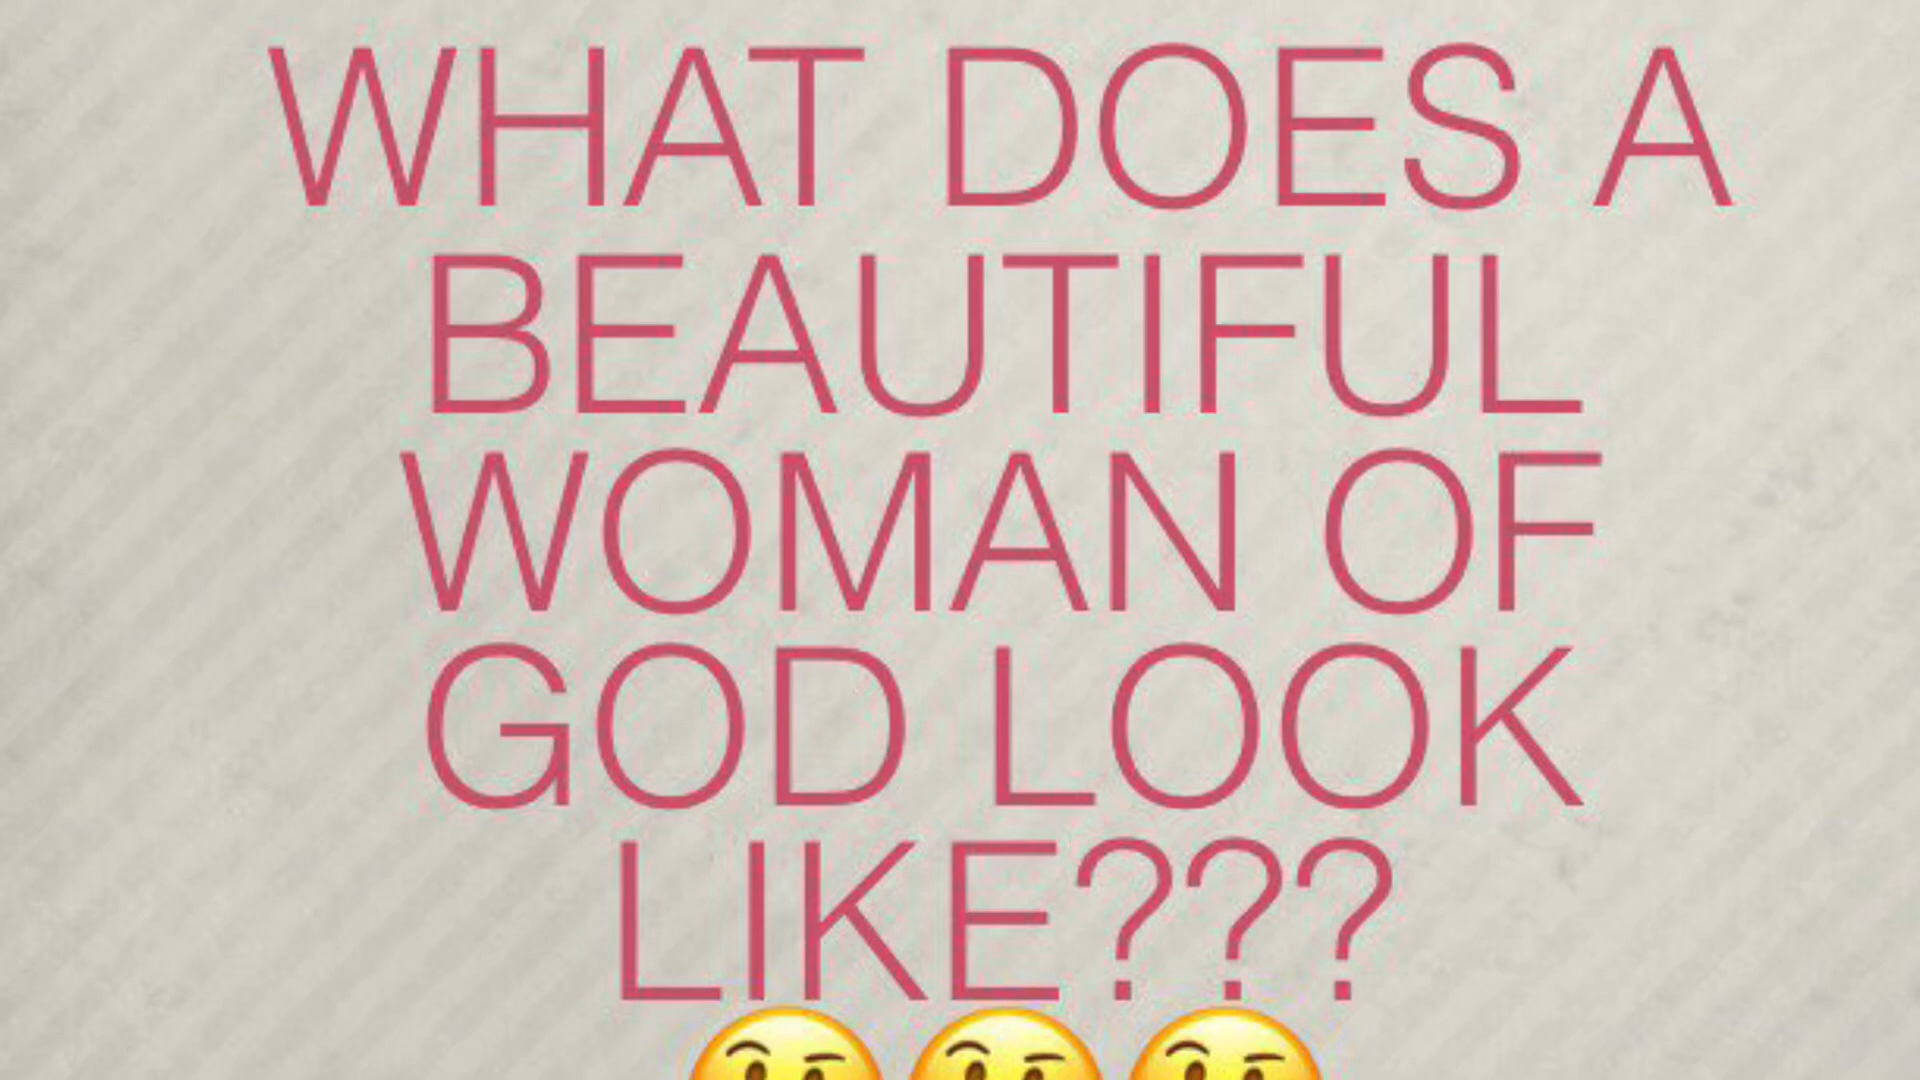 WHAT DOES A
BEAUTIFUL
WOMAN OF
GOD LOOK
LIKE???